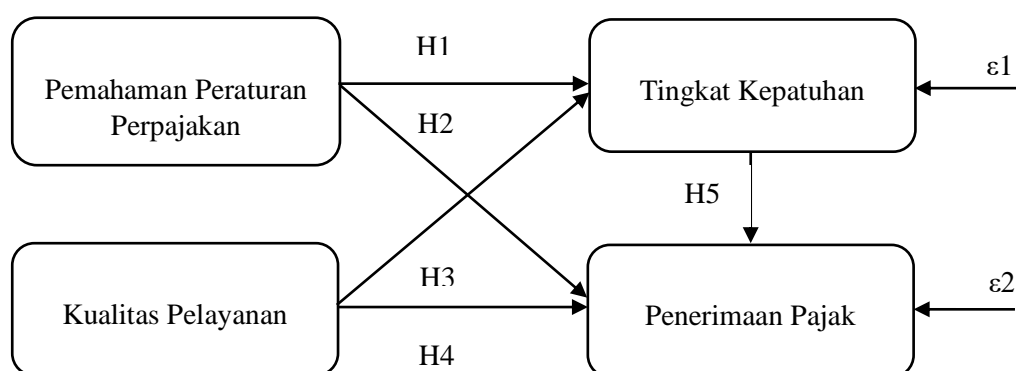 H1
Pemahaman Peraturan
Perpajakan
Tingkat Kepatuhan
ε1
H2
H5
Kualitas Pelayanan
H3
Penerimaan Pajak
ε2
H4